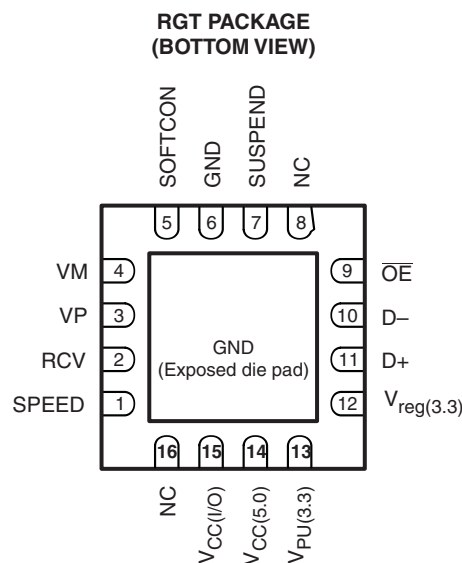 RGT PACKAGE
(BOTTOM VIEW)
SOFTCON
GND
SUSPEND
NC
5
6
7
8
VM 4
9 OE
VP 3
10 D–
RCV 2
11 D+
SPEED 1
12 Vreg(3.3)
GND
(Exposed die pad)
16
15
14
13
NC
VCC(I/O)
VCC(5.0)
VPU(3.3)